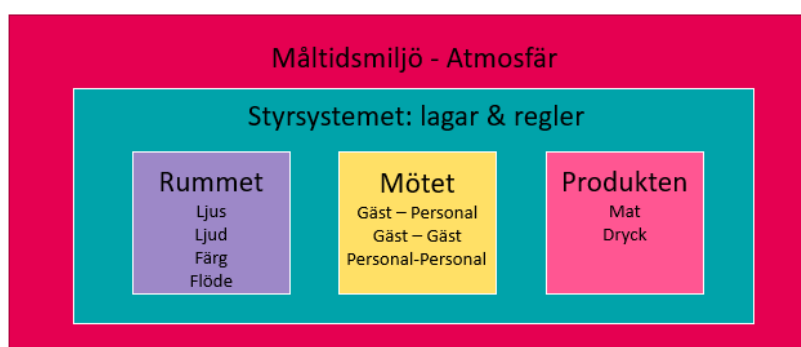 Måltidsmiljö - Atmosfär
Styrsystemet: lagar & regler
Rummet
Ljus
Ljud
Färg
Flöde
Mötet
Gäst – Personal
Gäst – Gäst
Personal-Personal
Produkten
Mat
Dryck